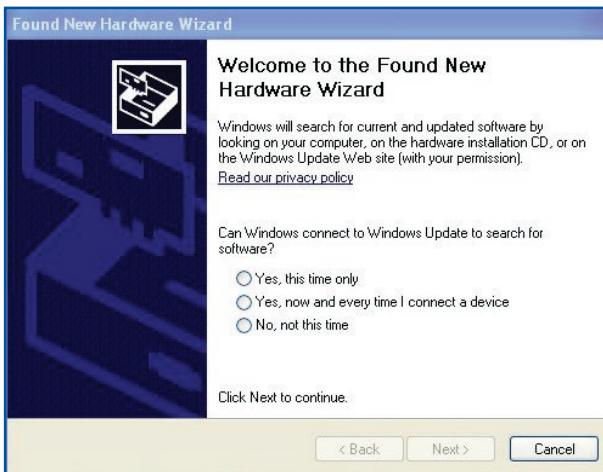 Found New Hardware Wizard
Welcome to the Found New
Hardware Wizard
Windows will search for current and updated software by
looking on your computer, on the hardware installation CD, or on
the Windows Update Web site (with your permission).
Read our privacy policy
Can Windows connect to Windows Update to search for
software?
Yes, this time only
Yes, now and every time I connect a device
No, not this time
Click Next to continue.
< Back Next > Cancel